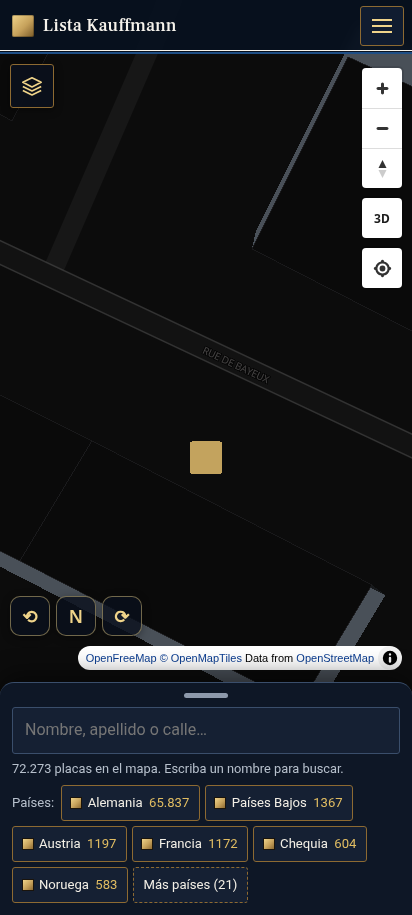 Lista Kauffmann
3D
RUE DE BAYEUX
N
OpenFreeMap © OpenMapTiles Data from OpenStreetMap
Nombre, apellido o calle…
72.273 placas en el mapa. Escriba un nombre para buscar.
Países: Alemania 65.837 Países Bajos 1367
Austria 1197 Francia 1172 Chequia 604
Noruega 583 Más países (21)